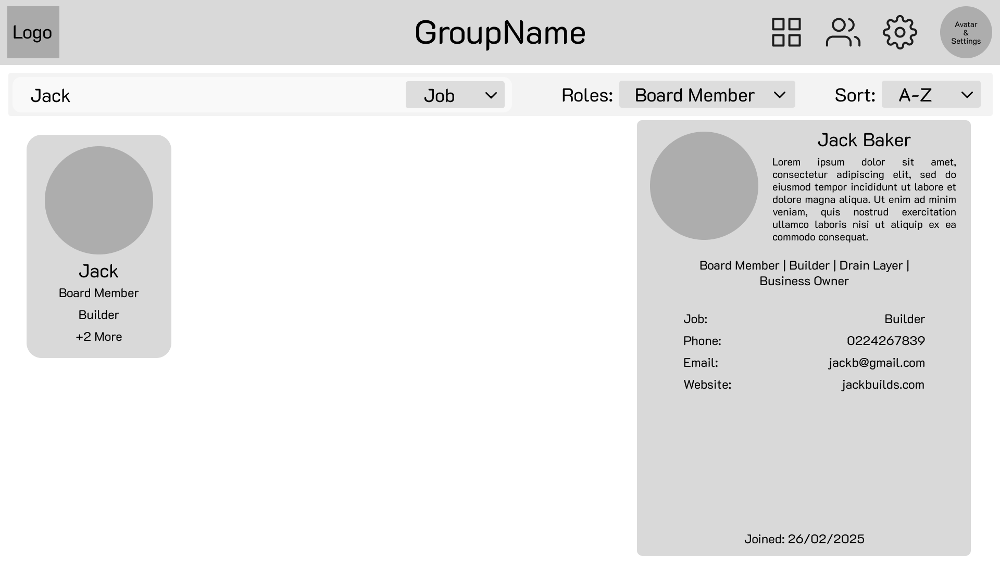 Logo
GroupName
Avatar
&
Settings
Jack
Job
Roles:
Board Member
Sort:
A-Z
Jack
Board Member
Builder
+2 More
Jack Baker
Lorem ipsum dolor sit amet,
consectetur adipiscing elit, sed do
eiusmod tempor incididunt ut labore et
dolore magna aliqua. Ut enim ad minim
veniam, quis nostrud exercitation
ullamco laboris nisi ut aliquip ex ea
commodo consequat.
Board Member | Builder | Drain Layer |
Business Owner
Job: Builder
Phone: 0224267839
Email: jackb@gmail.com
Website: jackbuilds.com
Joined: 26/02/2025